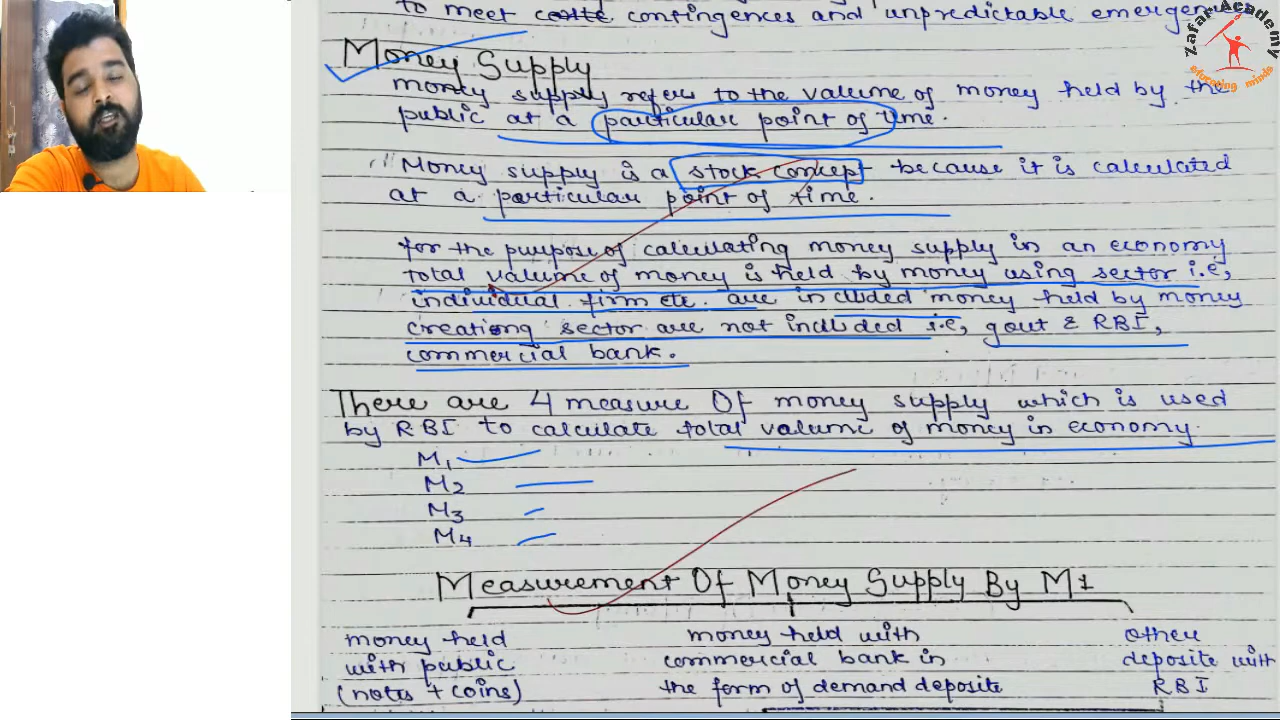 to meet contingences and unpredictable emergen
Zafar Academy
educating minds
Money Supply
money supply refers to the volume of money held by the
public at a particular point of time.
Money supply is a stock concept because it is calculated
at a particular point of time.
for the purpose of calculating money supply in an economy
total volume of money is held by money using sector i.e,
individual firm etc. are included money held by money
creationg sector are not included i.e, gout & RBI,
commercial bank.
There are 4 measure Of money supply which is used
by RBI to calculate total volume of money in economy.
M1
M2
M3
M4
Measurement Of Money Supply By M1
money held
with public
(notes + coins)
money held with
commercial bank in
the form of demand deposite
other
deposite with
RBI